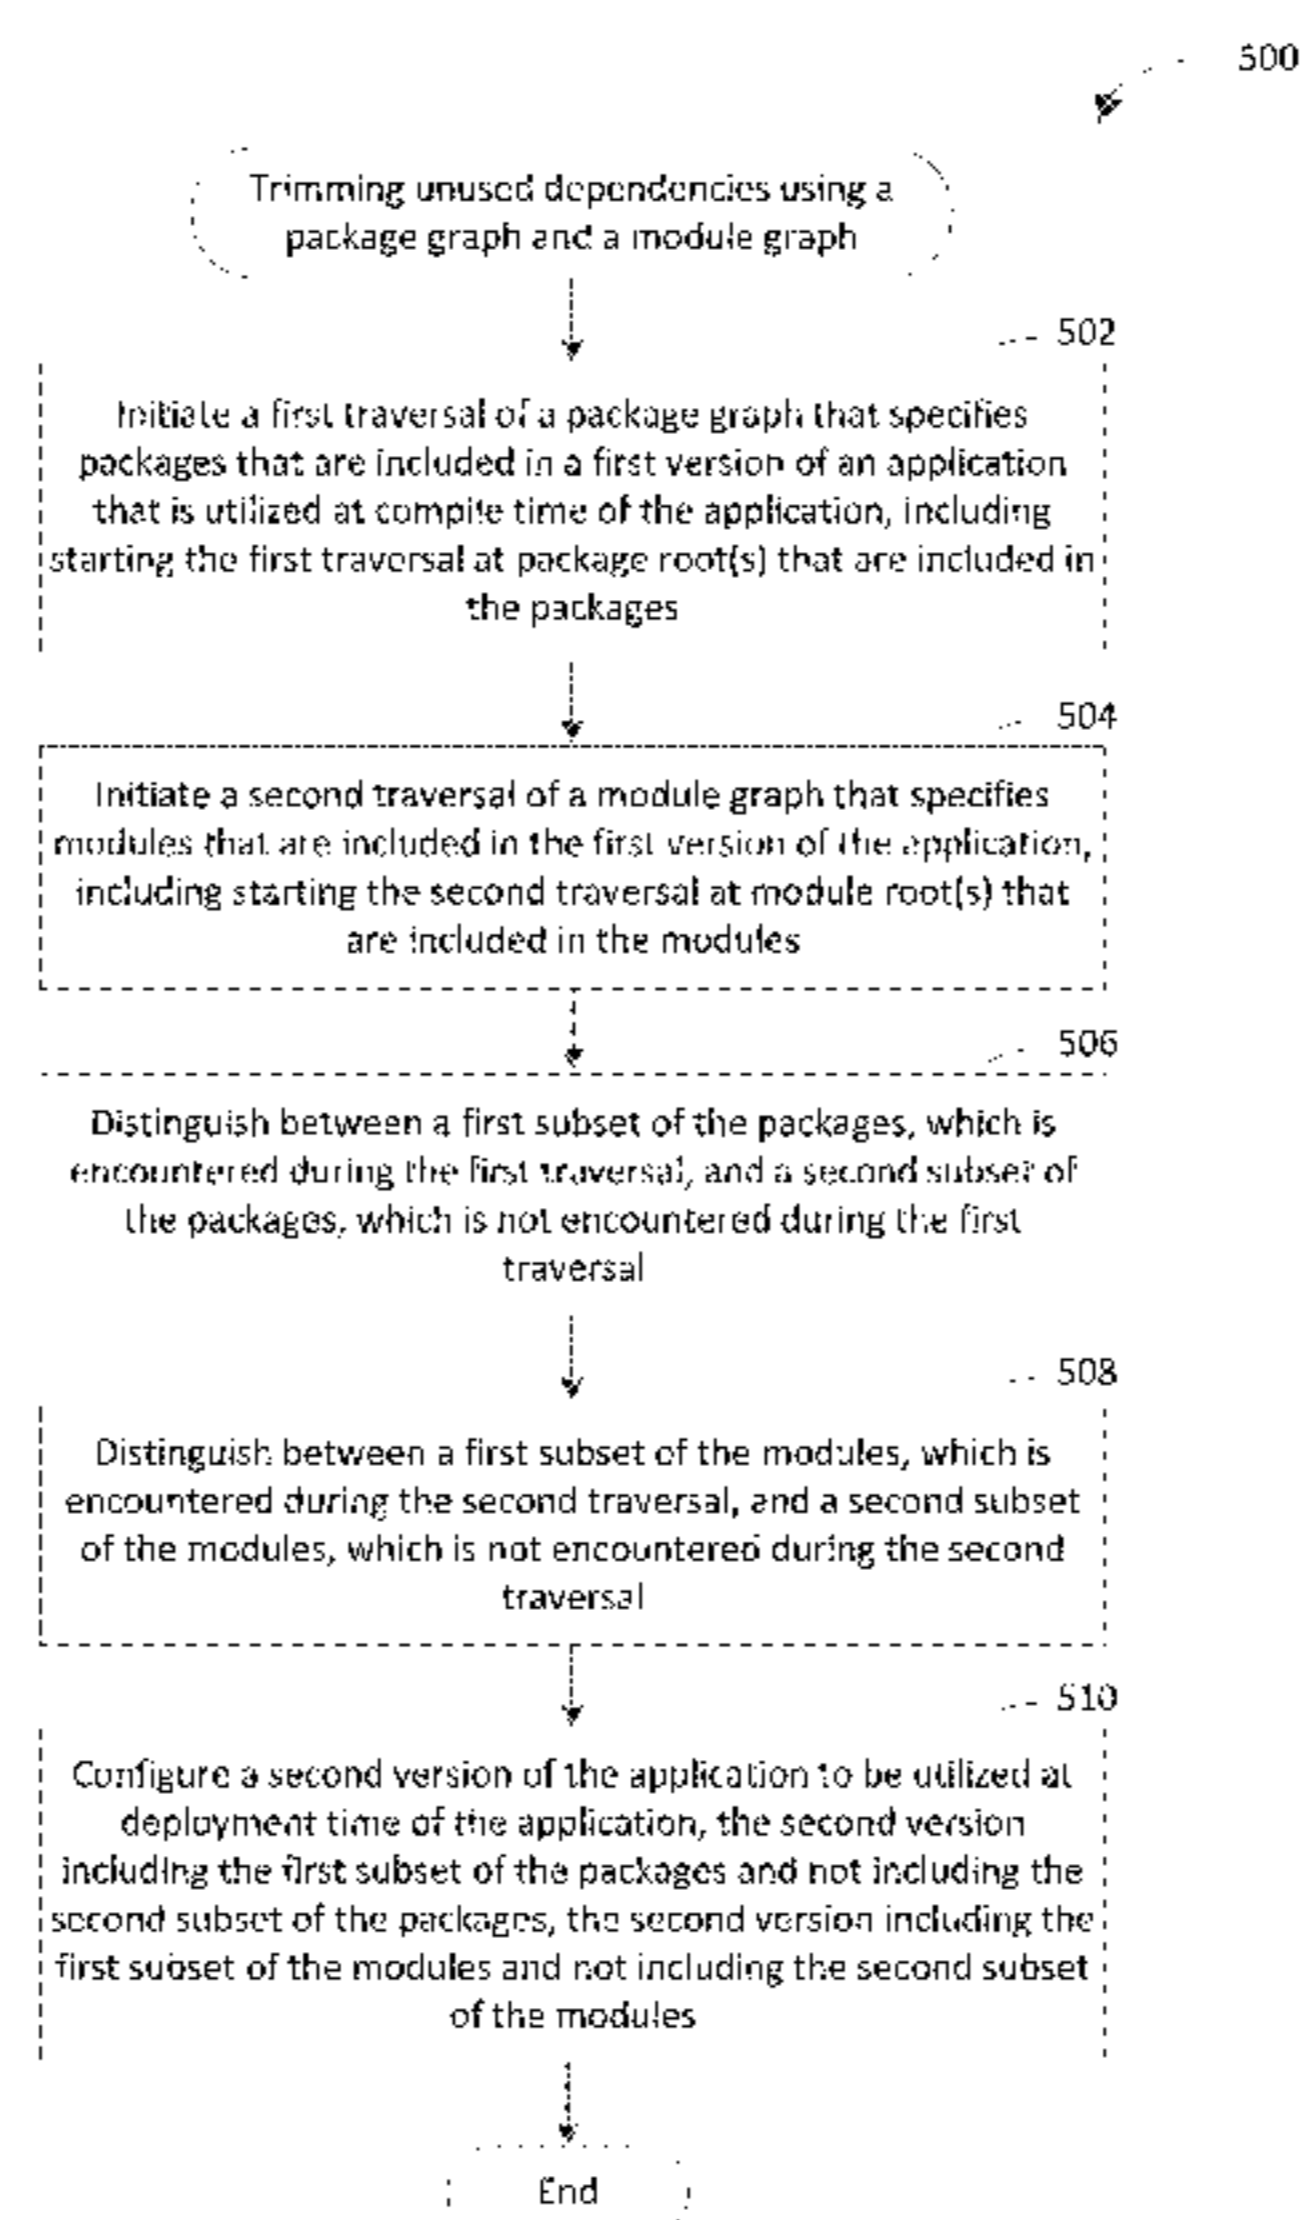 500
Trimming unused dependencies using a
package graph and a module graph
502
Initiate a first traversal of a package graph that specifies
packages that are included in a first version of an application
that is utilized at compile time of the application, including
starting the first traversal at package root(s) that are included in
the packages
504
Initiate a second traversal of a module graph that specifies
modules that are included in the first version of the application,
including starting the second traversal at module root(s) that
are included in the modules
506
Distinguish between a first subset of the packages, which is
encountered during the first traversal, and a second subset of
the packages, which is not encountered during the first
traversal
508
Distinguish between a first subset of the modules, which is
encountered during the second traversal, and a second subset
of the modules, which is not encountered during the second
traversal
510
Configure a second version of the application to be utilized at
deployment time of the application, the second version
including the first subset of the packages and not including the
second subset of the packages, the second version including the
first subset of the modules and not including the second subset
of the modules
End